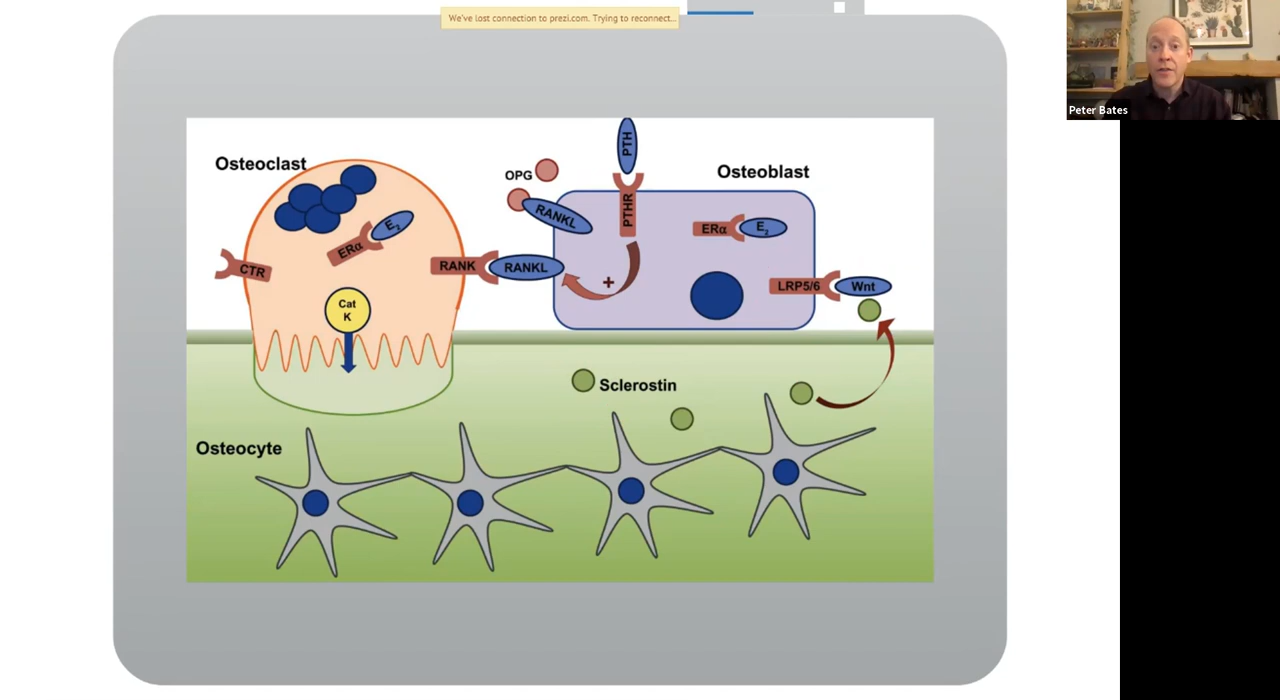 We've lost connection to prezi.com. Trying to reconnect...
Peter Bates
Osteoclast
OPG
PTH
Osteoblast
RANKL
PTHR
ERα
E2
ERα
E2
CTR
RANK
RANKL
+
LRP5/6
Wnt
Cat
K
Sclerostin
Osteocyte